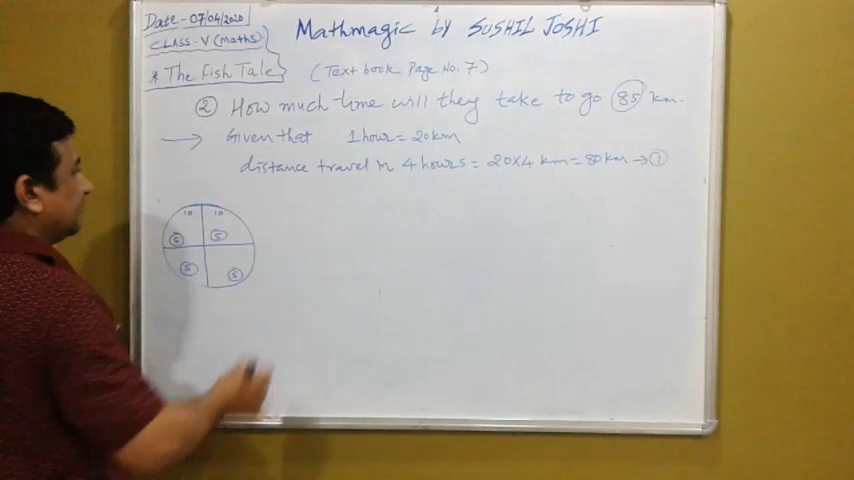 Date - 07/04/2020
CLASS - V (Maths)
* The Fish Tale
Mathmagic by SUSHIL JOSHI
(Text book Page No. 7)
② How much time will they take to go 85 km.
→ Given that 1 hour = 20 km
distance travel in 4 hours = 20×4 km = 80 km → ①
10 10
5 5
5 5